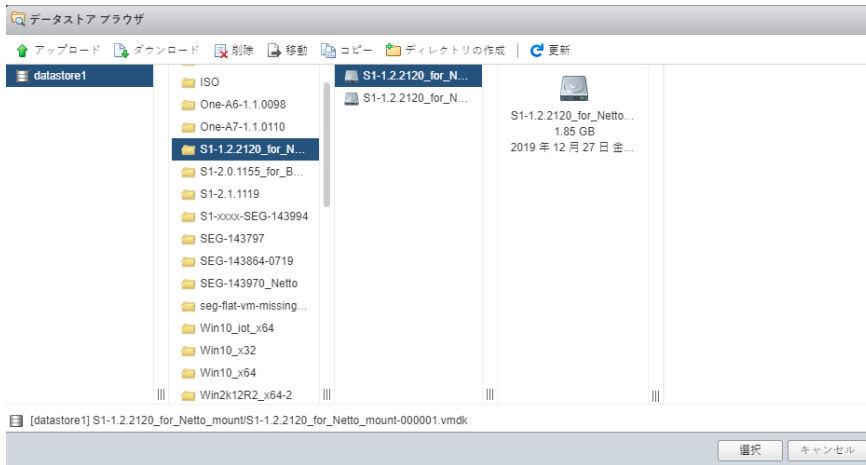 データストア ブラウザ
アップロード ダウンロード 削除 移動 コピー ディレクトリの作成 更新
datastore1
ISO
One-A6-1.1.0098
One-A7-1.1.0110
S1-1.2.2120_for_N...
S1-2.0.1155_for_B...
S1-2.1.1119
S1-xxxx-SEG-143994
SEG-143797
SEG-143864-0719
SEG-143970_Netto
seg-flat-vm-missing...
Win10_iot_x64
Win10_x32
Win10_x64
Win2k12R2_x64-2
S1-1.2.2120_for_N...
S1-1.2.2120_for_N...
S1-1.2.2120_for_Netto...
1.85 GB
2019 年 12 月 27 日 金...
[datastore1] S1-1.2.2120_for_Netto_mount/S1-1.2.2120_for_Netto_mount-000001.vmdk
選択 キャンセル